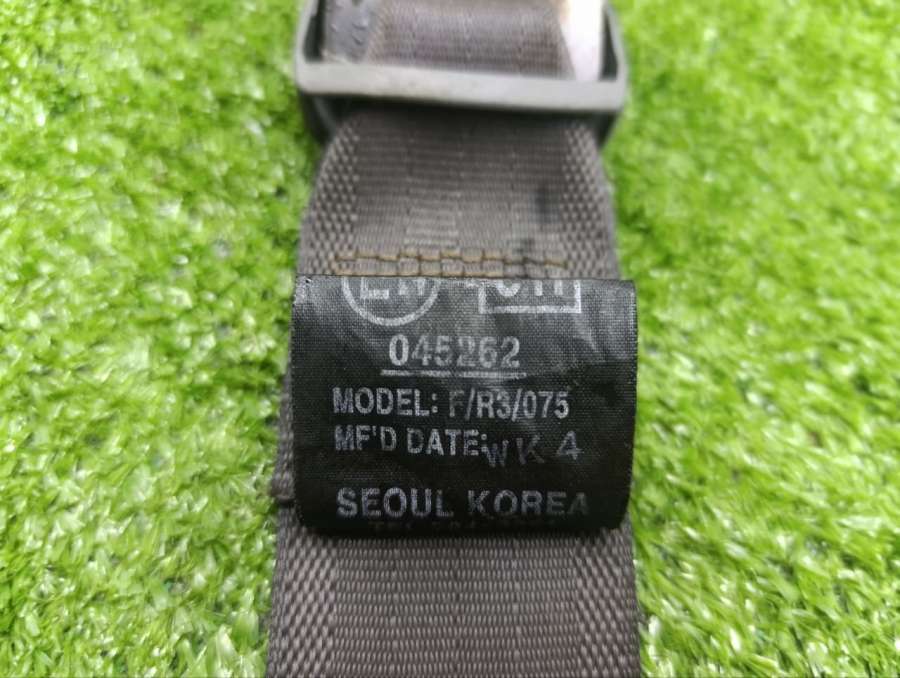 045262
MODEL: F/R3/075
MF'D DATE: WK 4
SEOUL KOREA